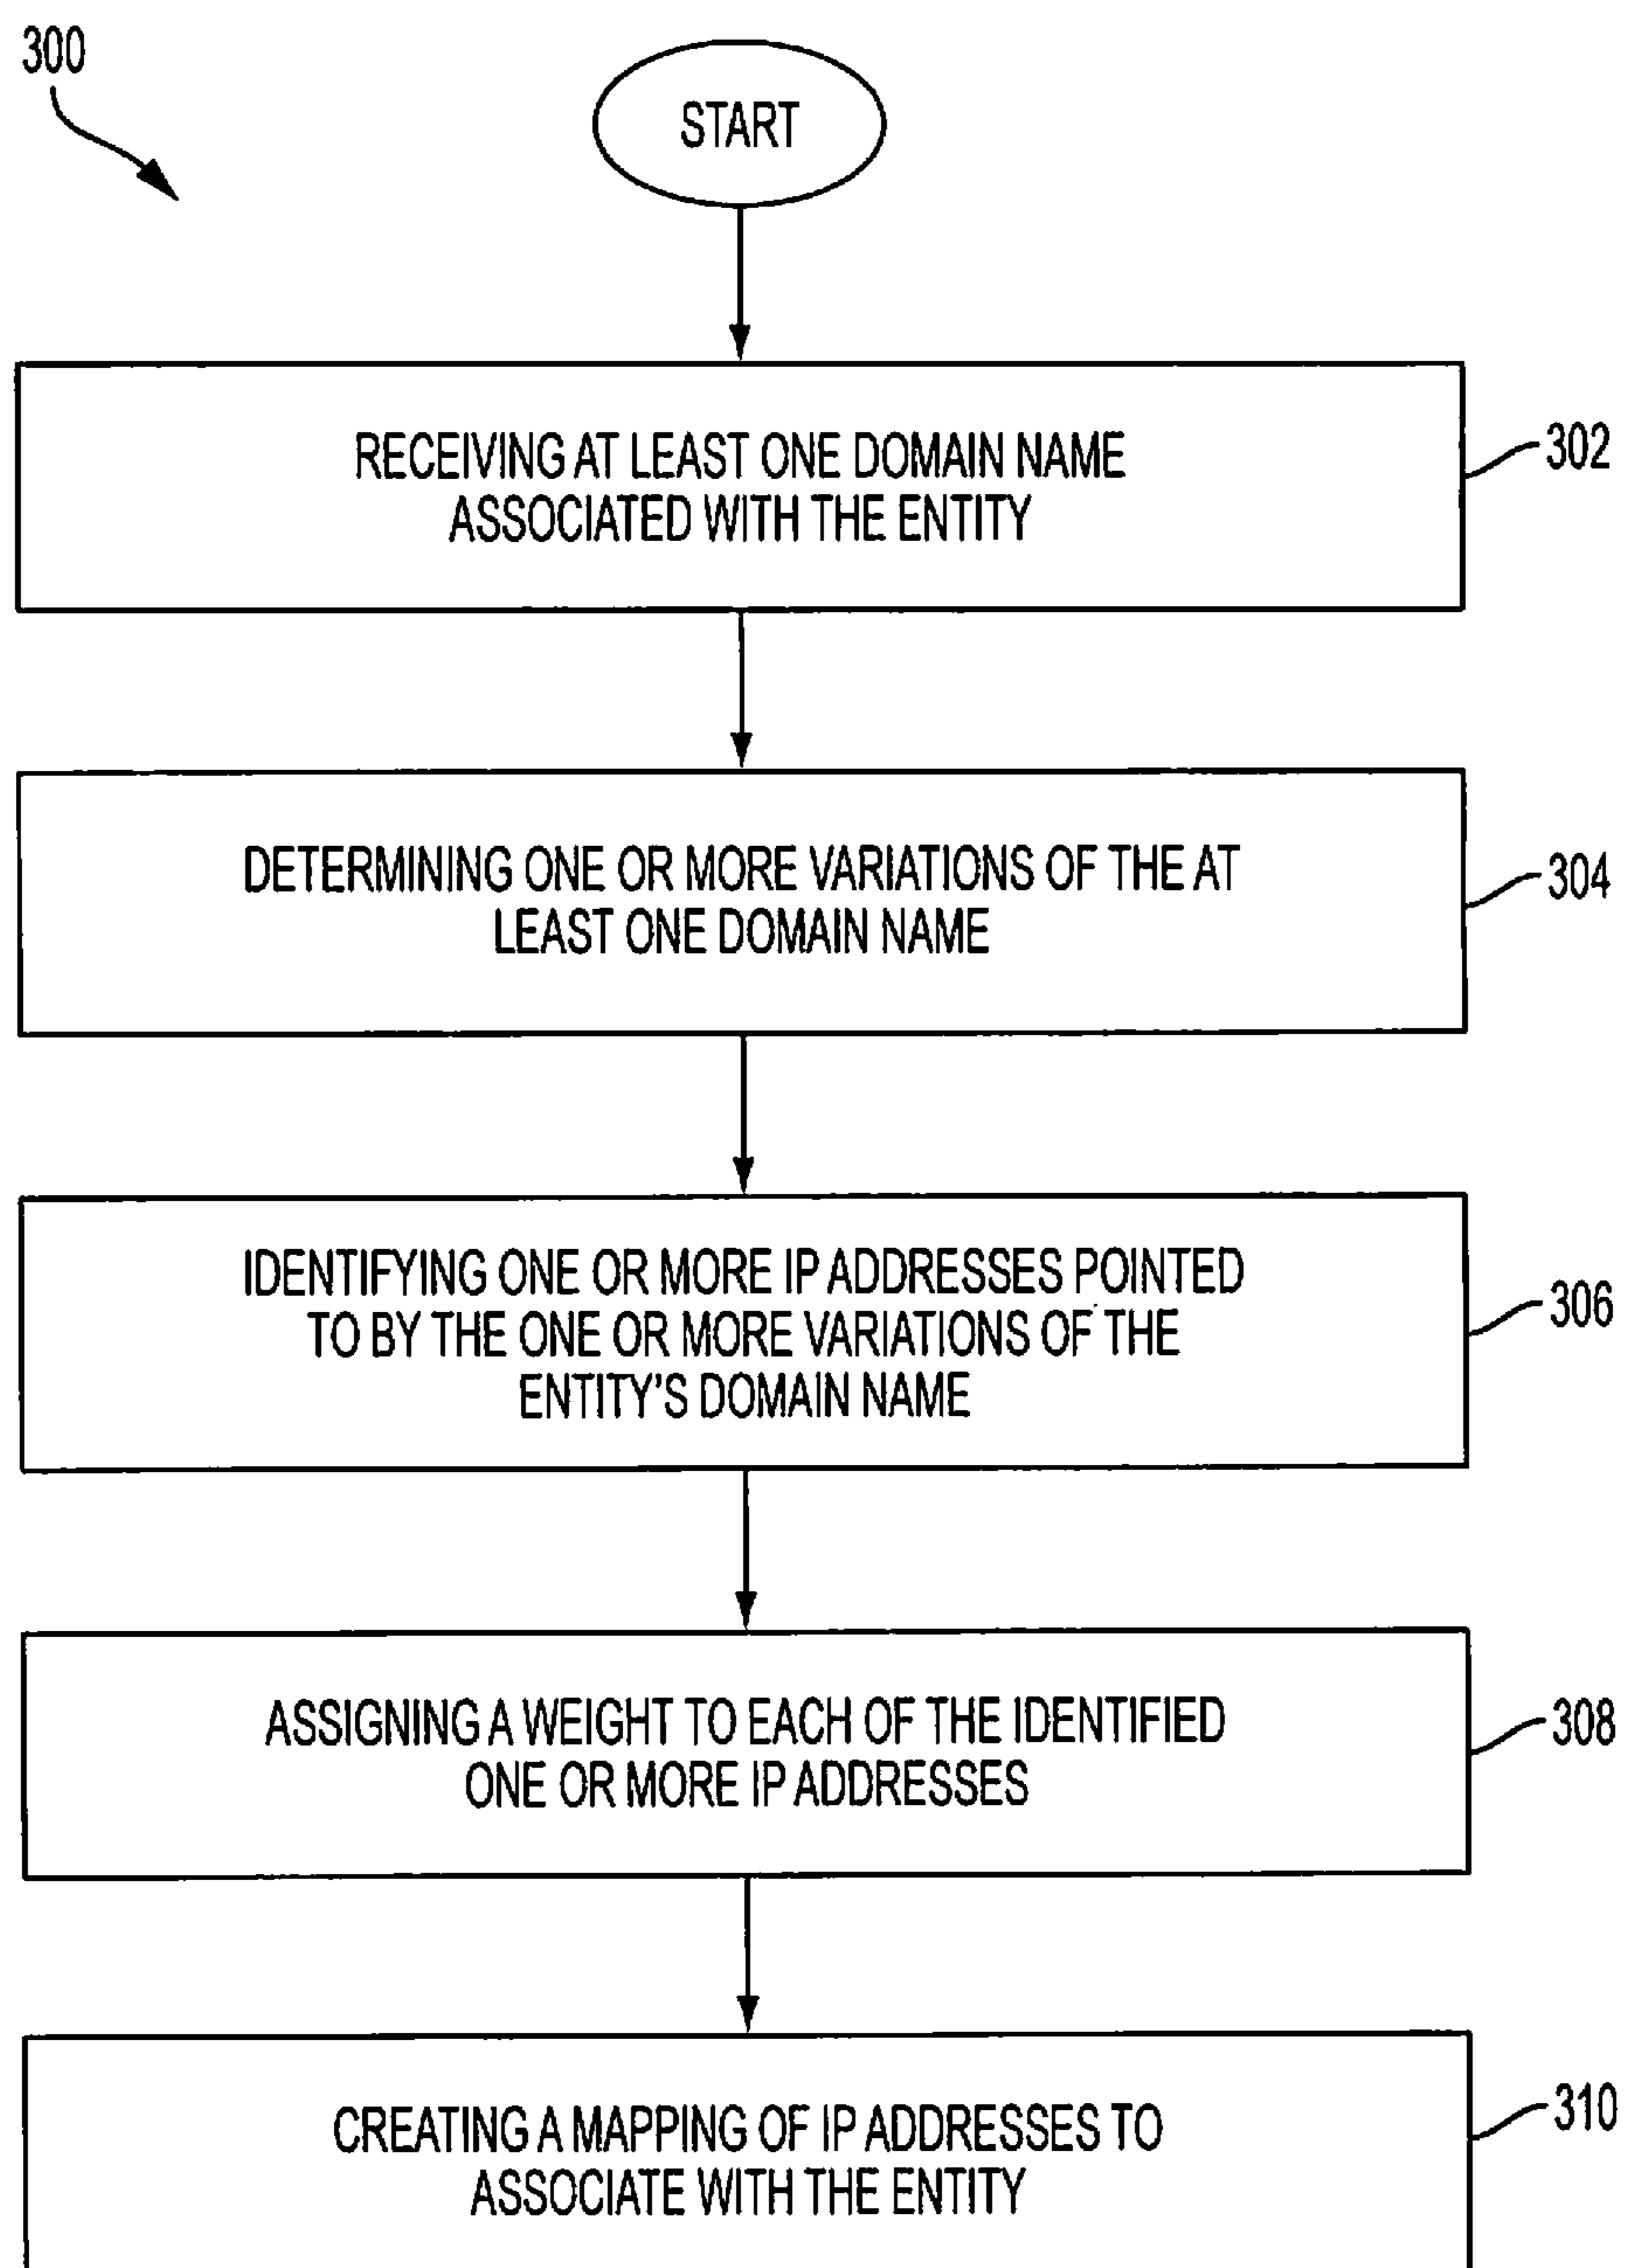 300
START
RECEIVING AT LEAST ONE DOMAIN NAME
ASSOCIATED WITH THE ENTITY
302
DETERMINING ONE OR MORE VARIATIONS OF THE AT
LEAST ONE DOMAIN NAME
304
IDENTIFYING ONE OR MORE IP ADDRESSES POINTED
TO BY THE ONE OR MORE VARIATIONS OF THE
ENTITY'S DOMAIN NAME
306
ASSIGNING A WEIGHT TO EACH OF THE IDENTIFIED
ONE OR MORE IP ADDRESSES
308
CREATING A MAPPING OF IP ADDRESSES TO
ASSOCIATE WITH THE ENTITY
310